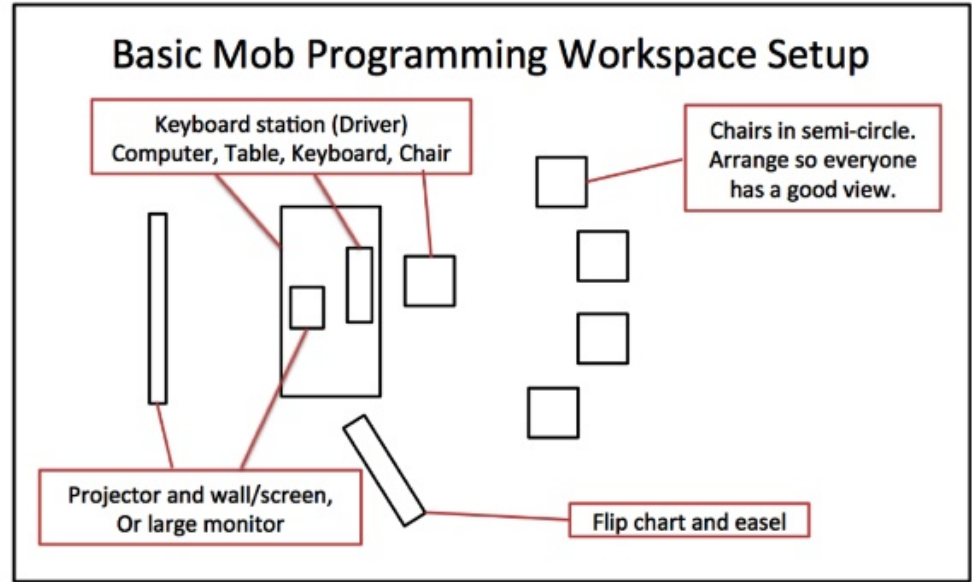 Basic Mob Programming Workspace Setup
Keyboard station (Driver)
Computer, Table, Keyboard, Chair
Chairs in semi-circle.
Arrange so everyone
has a good view.
Projector and wall/screen,
Or large monitor
Flip chart and easel